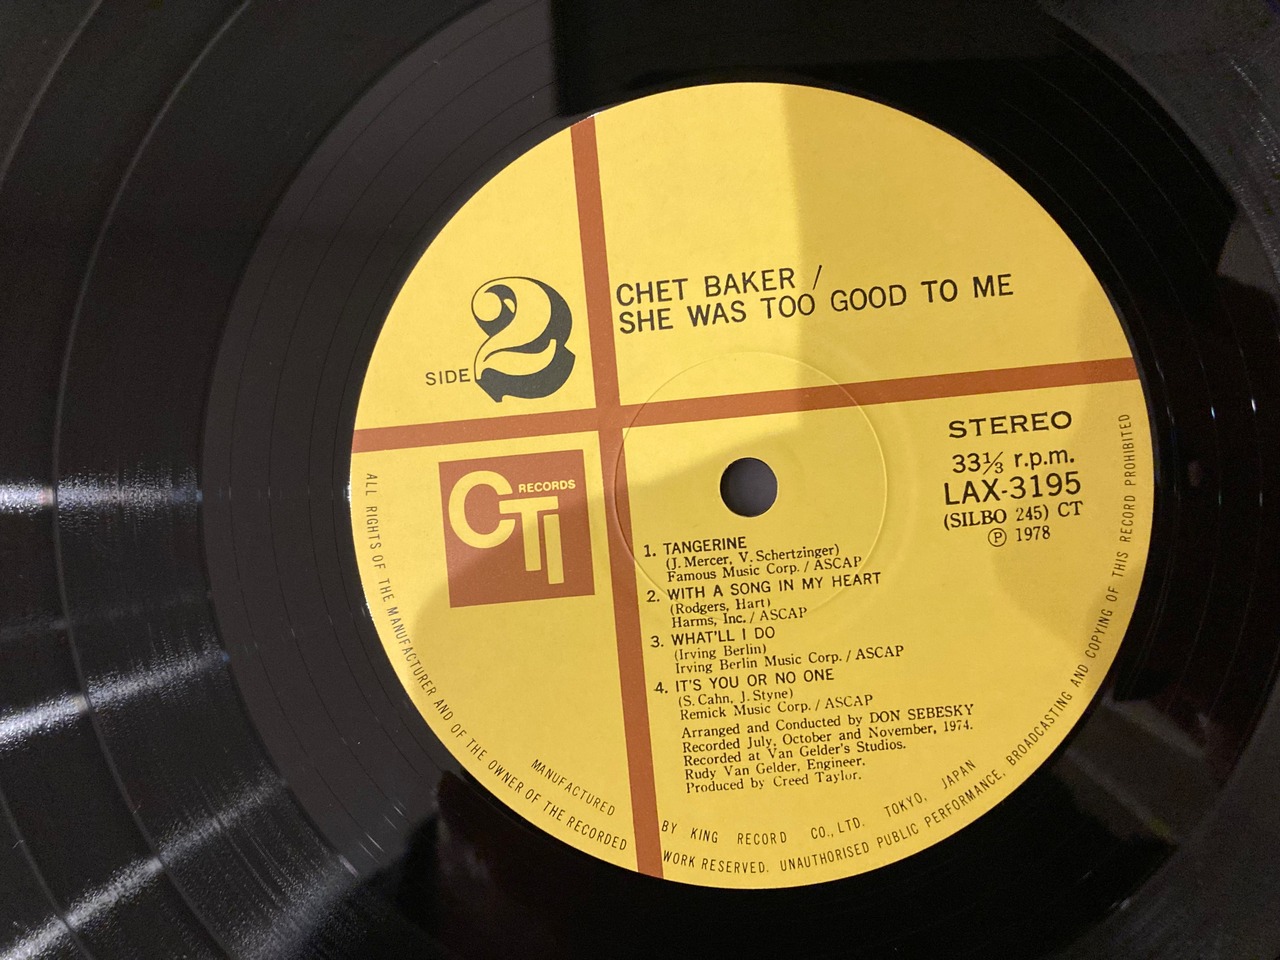 SIDE 2
CHET BAKER /
SHE WAS TOO GOOD TO ME
CTI RECORDS
STEREO
33⅓ r.p.m.
LAX-3195
(SILBO 245) CT
Ⓟ 1978
1. TANGERINE
(J. Mercer, V. Schertzinger)
Famous Music Corp. / ASCAP
2. WITH A SONG IN MY HEART
(Rodgers, Hart)
Harms, Inc. / ASCAP
3. WHAT'LL I DO
(Irving Berlin)
Irving Berlin Music Corp. / ASCAP
4. IT'S YOU OR NO ONE
(S. Cahn, J. Styne)
Remick Music Corp. / ASCAP
Arranged and Conducted by DON SEBESKY
Recorded July, October and November, 1974.
Recorded at Van Gelder's Studios.
Rudy Van Gelder, Engineer.
Produced by Creed Taylor.
MANUFACTURED BY KING RECORD CO., LTD. TOKYO, JAPAN
ALL RIGHTS OF THE MANUFACTURER AND OF THE OWNER OF THE RECORDED WORK RESERVED. UNAUTHORISED PUBLIC PERFORMANCE, BROADCASTING AND COPYING OF THIS RECORD PROHIBITED